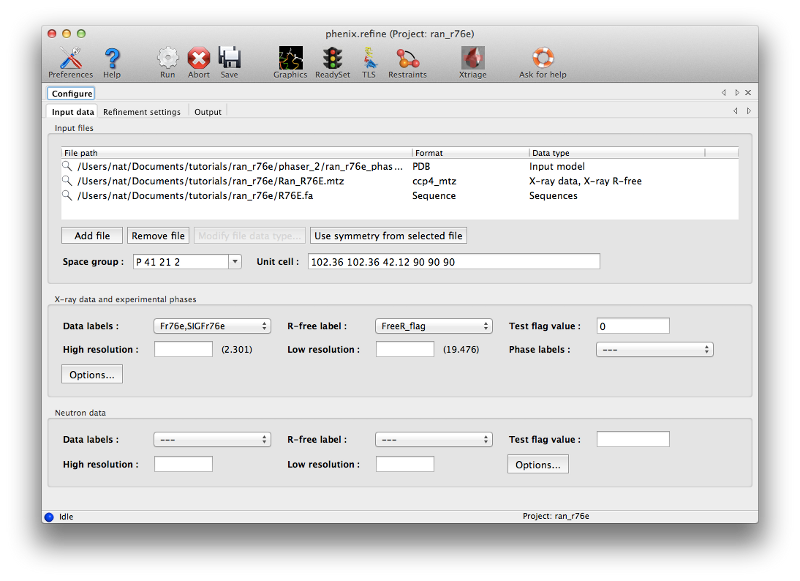 phenix.refine (Project: ran_r76e)
Preferences Help Run Abort Save Graphics ReadySet TLS Restraints Xtriage Ask for help
Configure
Input data Refinement settings Output
Input files
File path Format Data type
/Users/nat/Documents/tutorials/ran_r76e/phaser_2/ran_r76e_phas... PDB Input model
/Users/nat/Documents/tutorials/ran_r76e/Ran_R76E.mtz ccp4_mtz X-ray data, X-ray R-free
/Users/nat/Documents/tutorials/ran_r76e/R76E.fa Sequence Sequences
Add file Remove file Modify file data type... Use symmetry from selected file
Space group : P 41 21 2 Unit cell : 102.36 102.36 42.12 90 90 90
X-ray data and experimental phases
Data labels : Fr76e,SIGFr76e R-free label : FreeR_flag Test flag value : 0
High resolution : (2.301) Low resolution : (19.476) Phase labels : ---
Options...
Neutron data
Data labels : --- R-free label : --- Test flag value :
High resolution : Low resolution : Options...
Idle Project: ran_r76e